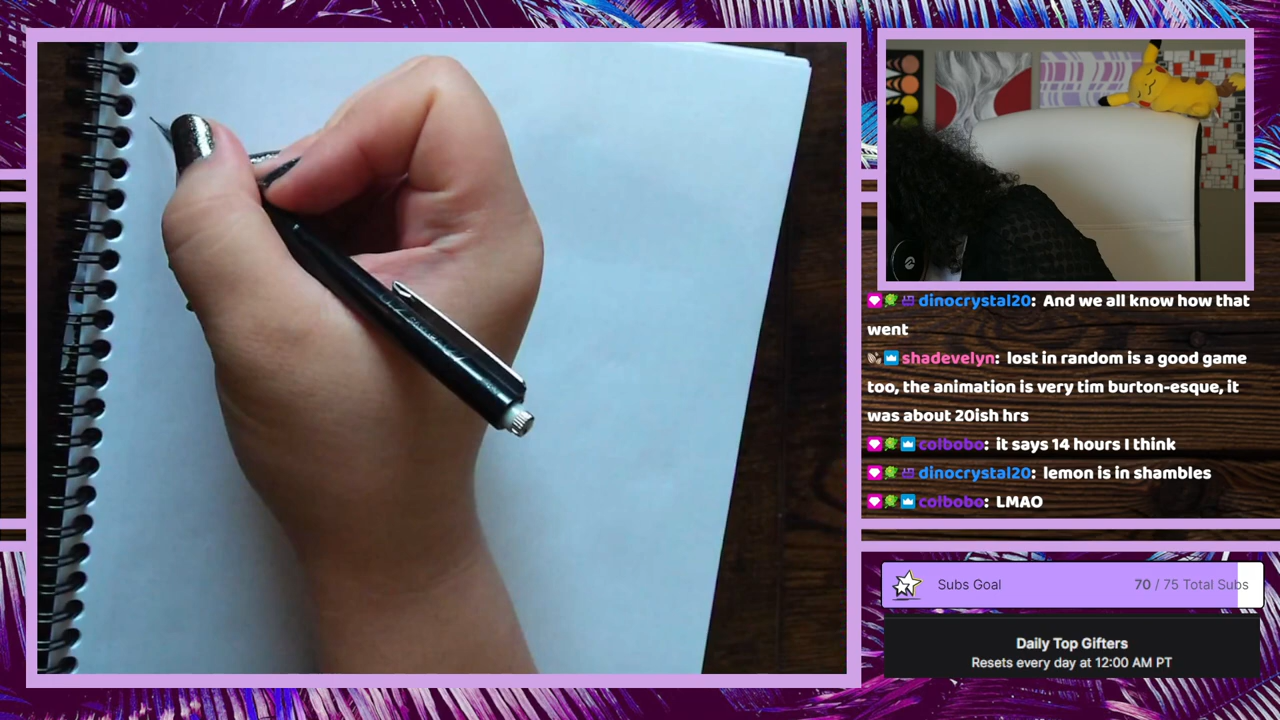 dinocrystal20: And we all know how that
went
shadevelyn: lost in random is a good game
too, the animation is very tim burton-esque, it
was about 20ish hrs
colbobo: it says 14 hours I think
dinocrystal20: lemon is in shambles
colbobo: LMAO
Subs Goal 70 / 75 Total Subs
Daily Top Gifters
Resets every day at 12:00 AM PT